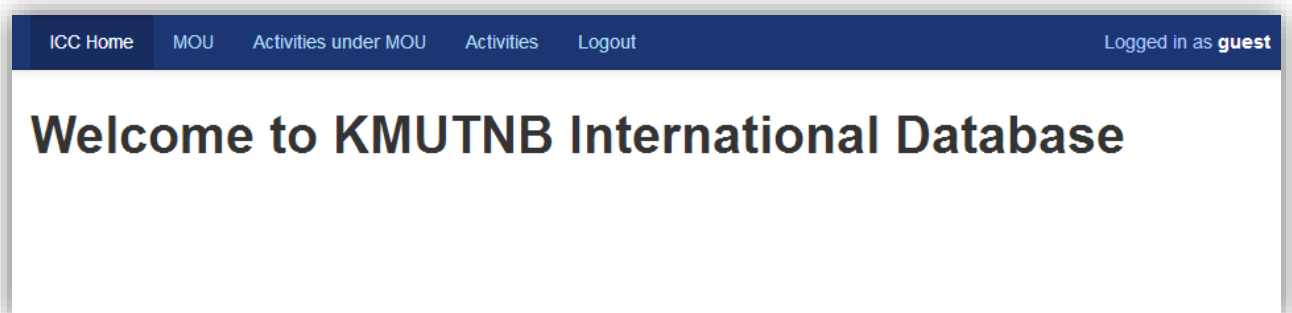 ICC Home MOU Activities under MOU Activities Logout Logged in as guest
Welcome to KMUTNB International Database